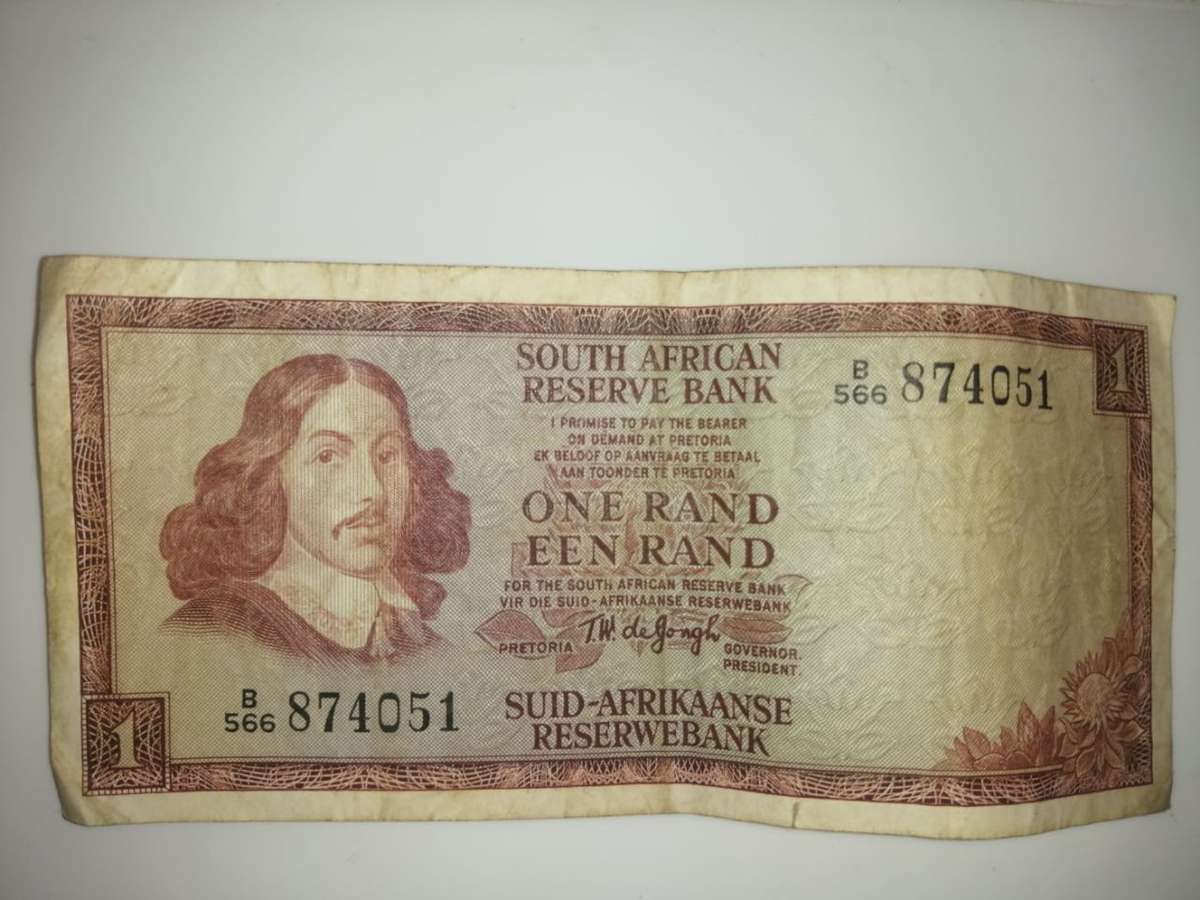 1
SOUTH AFRICAN
RESERVE BANK
B
566 874051
I PROMISE TO PAY THE BEARER
ON DEMAND AT PRETORIA
EK BELOOF OP AANVRAAG TE BETAAL
AAN TOONDER TE PRETORIA
ONE RAND
EEN RAND
FOR THE SOUTH AFRICAN RESERVE BANK
VIR DIE SUID-AFRIKAANSE RESERWEBANK
PRETORIA T.W. de Jongh GOVERNOR.
PRESIDENT.
B
566 874051
SUID-AFRIKAANSE
RESERWEBANK
1